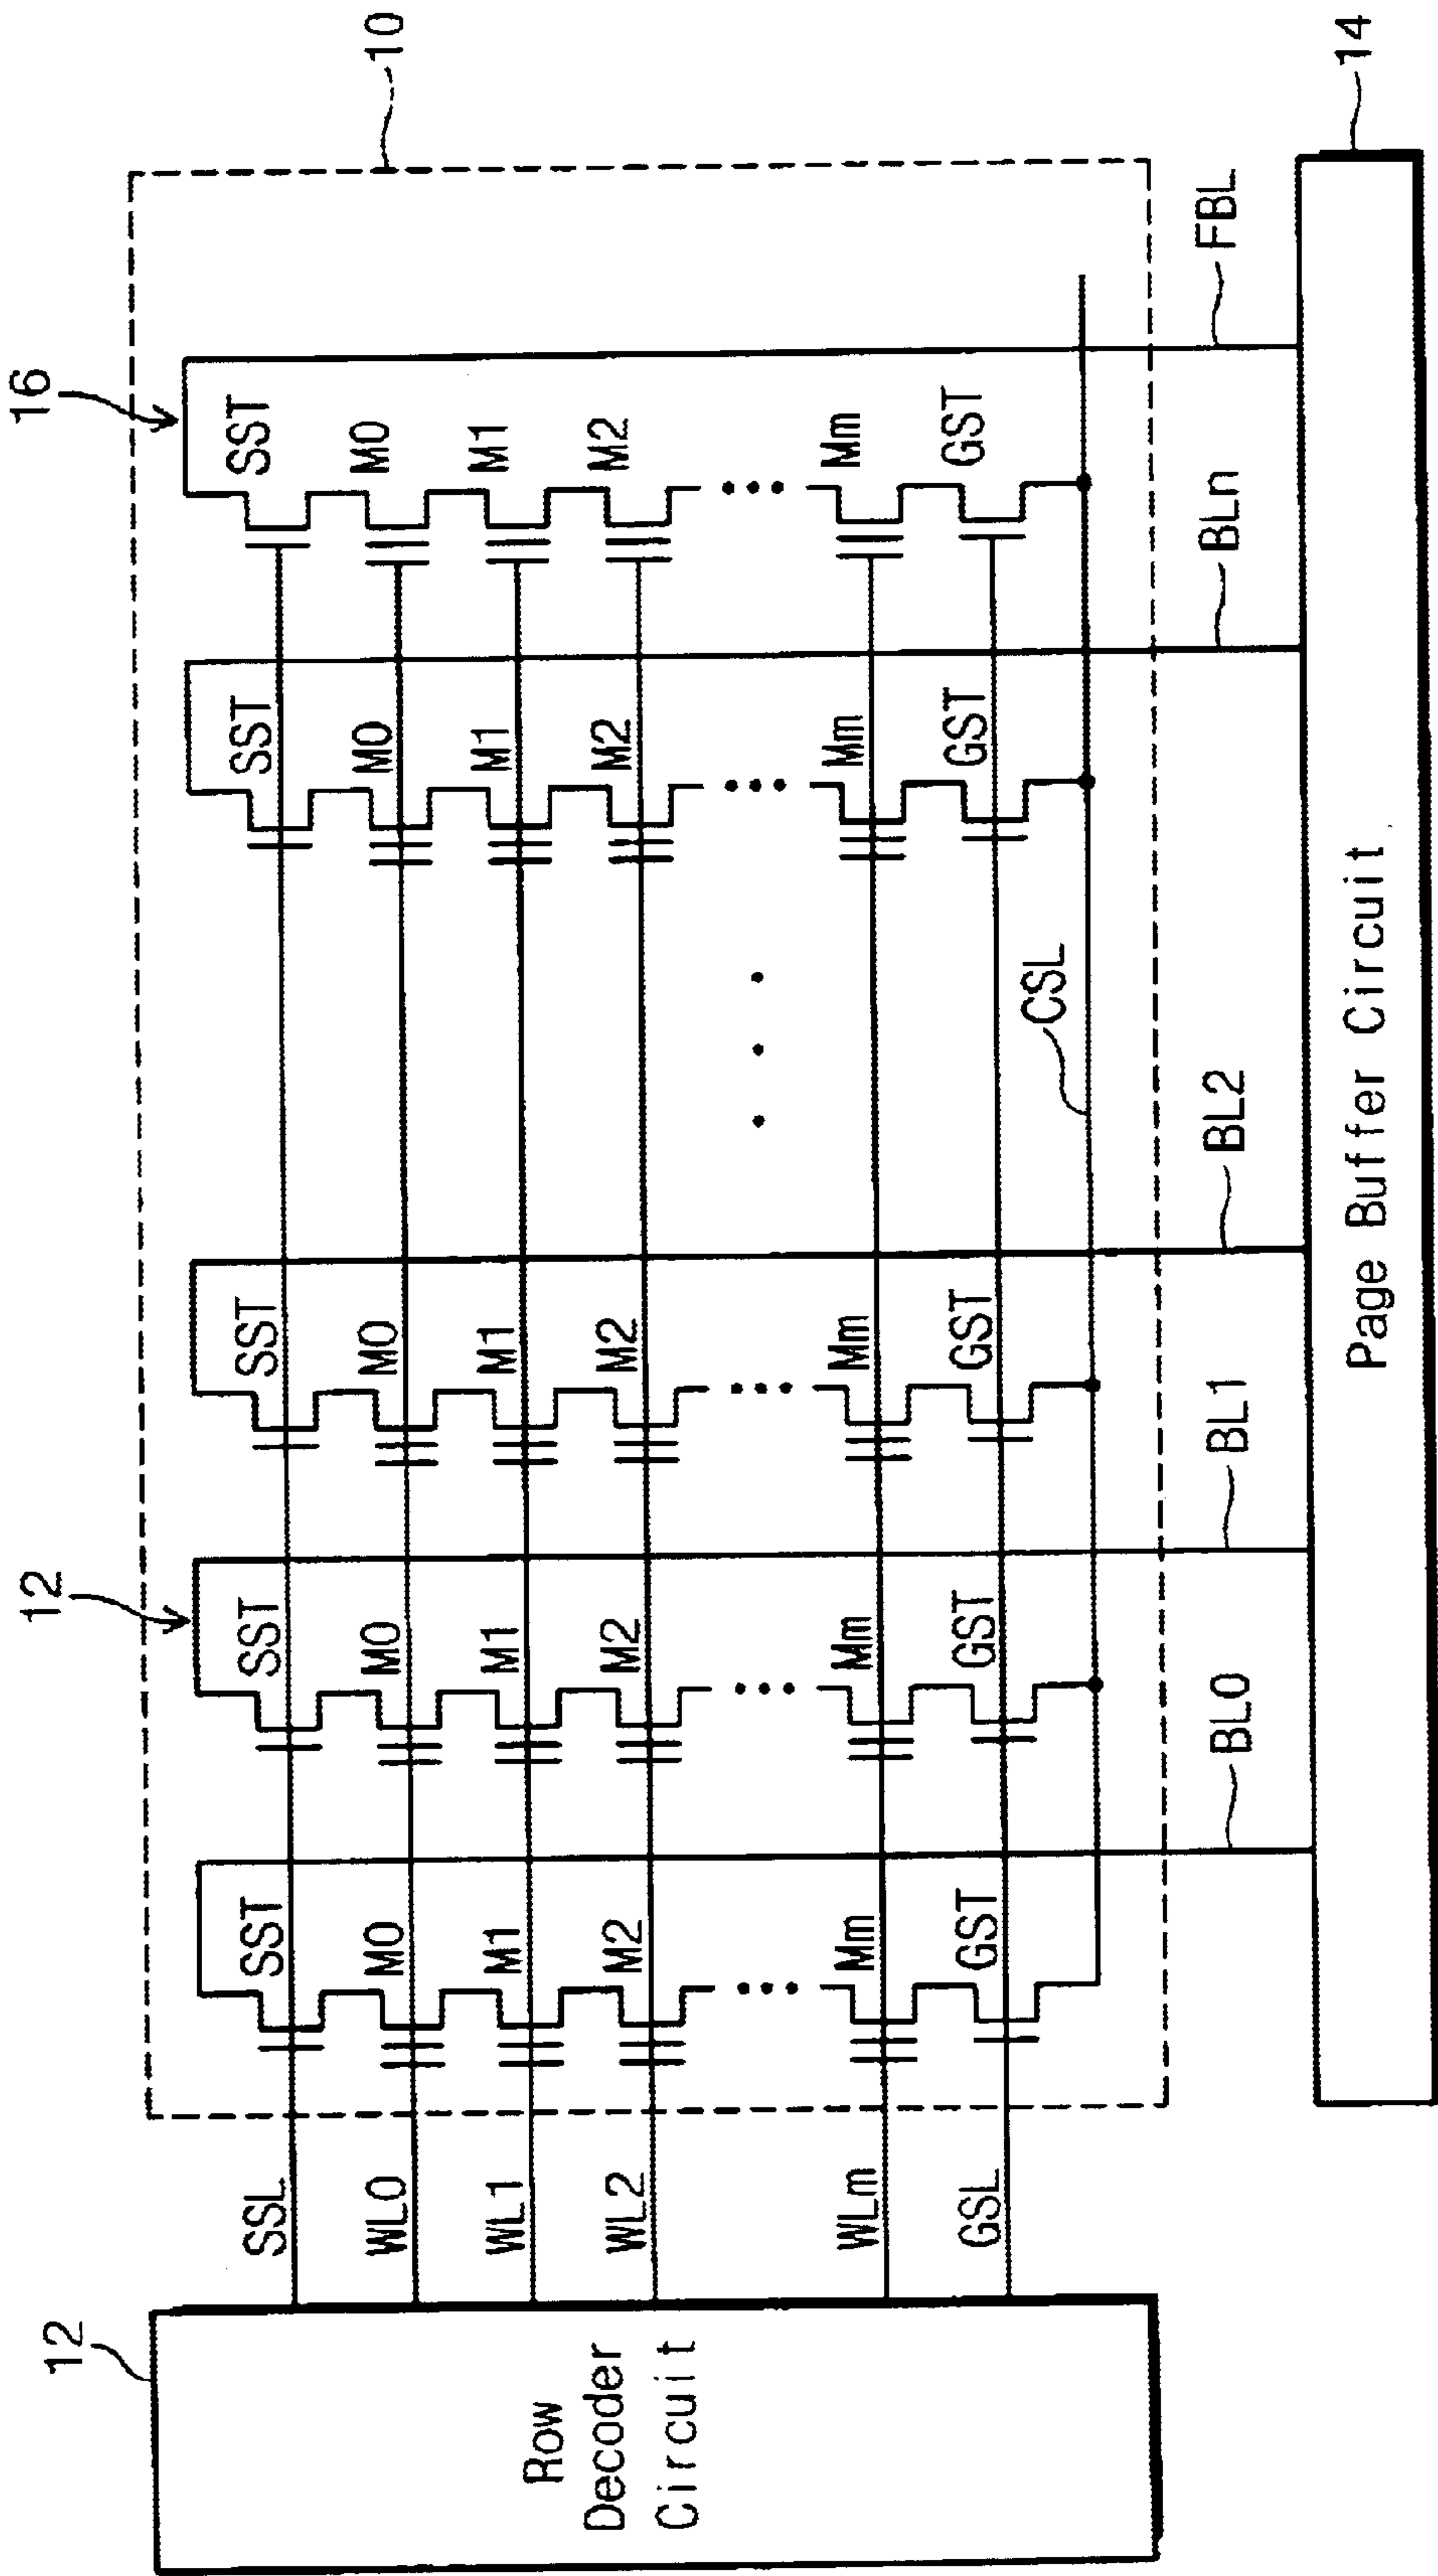 12
16
12
SSL SST SST SST SST SST
10
WL0 M0 M0 M0 M0 M0
WL1 M1 M1 M1 M1 M1
Row
Decoder
Circuit
WL2 M2 M2 M2 M2 M2
WLm Mm Mm Mm Mm Mm
GSL GST GST GST GST GST
CSL
BL0 BL1 BL2 BLn FBL
Page Buffer Circuit
14